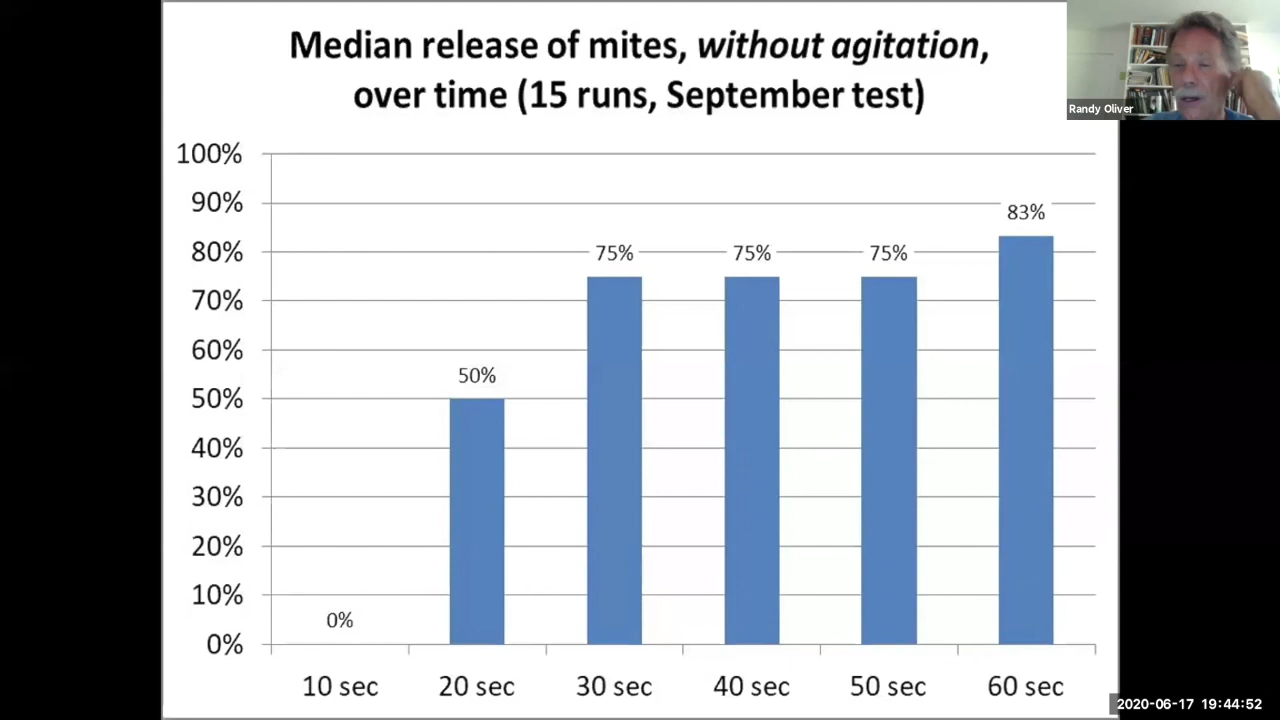 Median release of mites, without agitation,
over time (15 runs, September test)
Randy Oliver
100%
90%
80%
70%
60%
50%
40%
30%
20%
10%
0%
0%
50%
75%
75%
75%
83%
10 sec
20 sec
30 sec
40 sec
50 sec
60 sec
2020-06-17 19:44:52